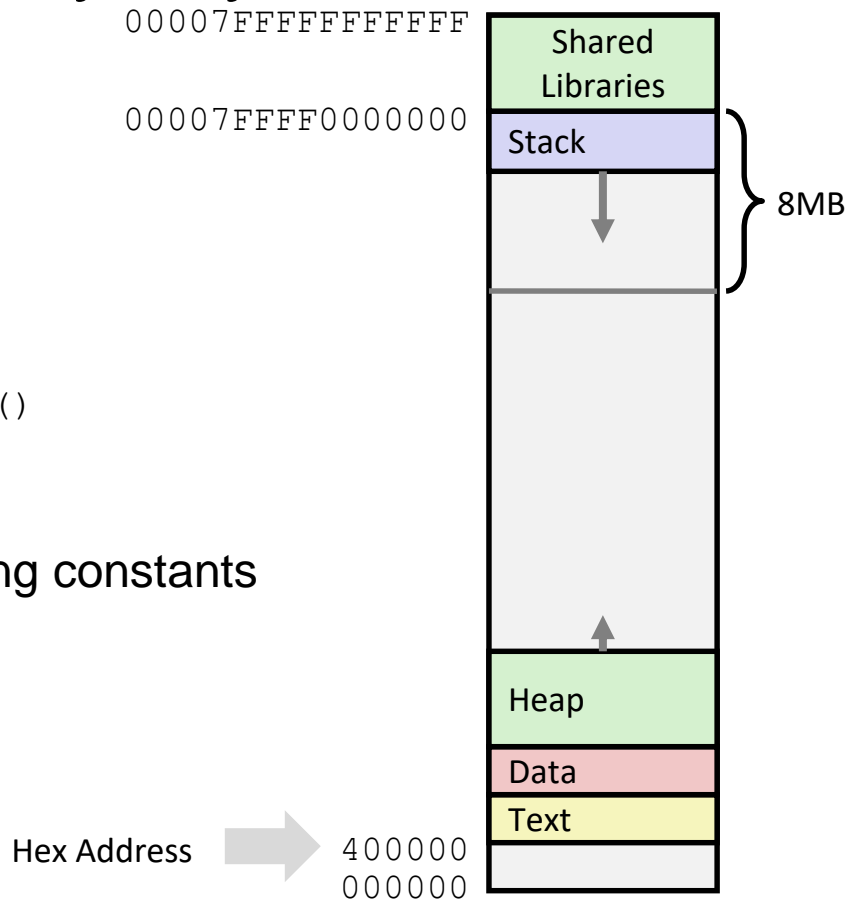 00007FFFFFFFFFFF
Shared
Libraries
00007FFFF0000000
Stack
8MB
()
ng constants
Heap
Data
Text
Hex Address
400000
000000